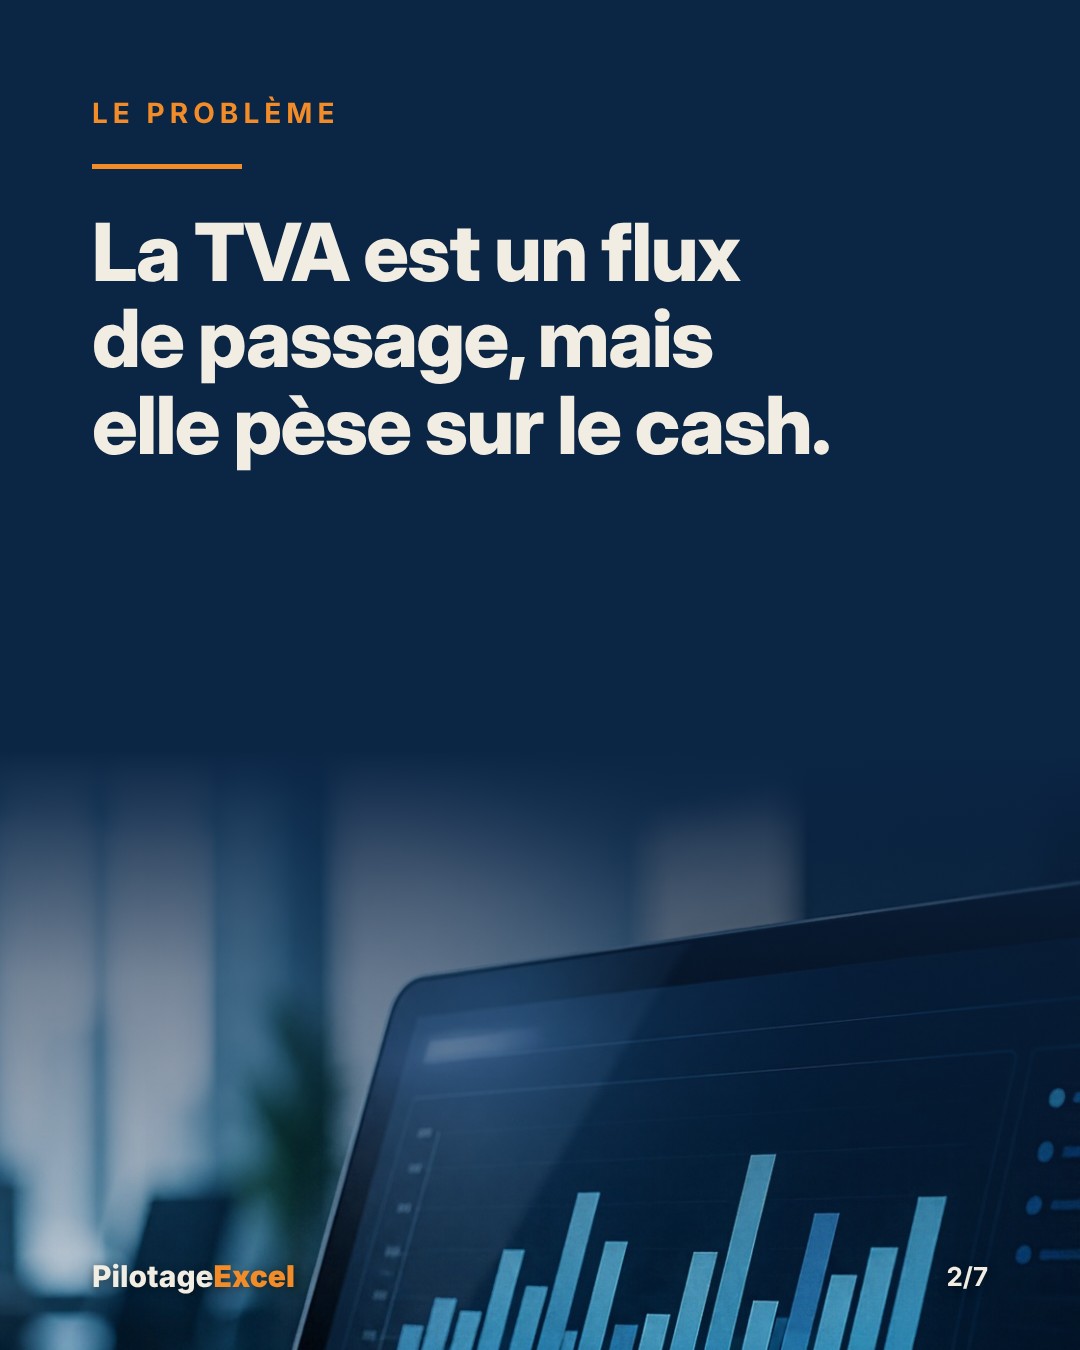 LE PROBLÈME
La TVA est un flux
de passage, mais
elle pèse sur le cash.
PilotageExcel
2/7